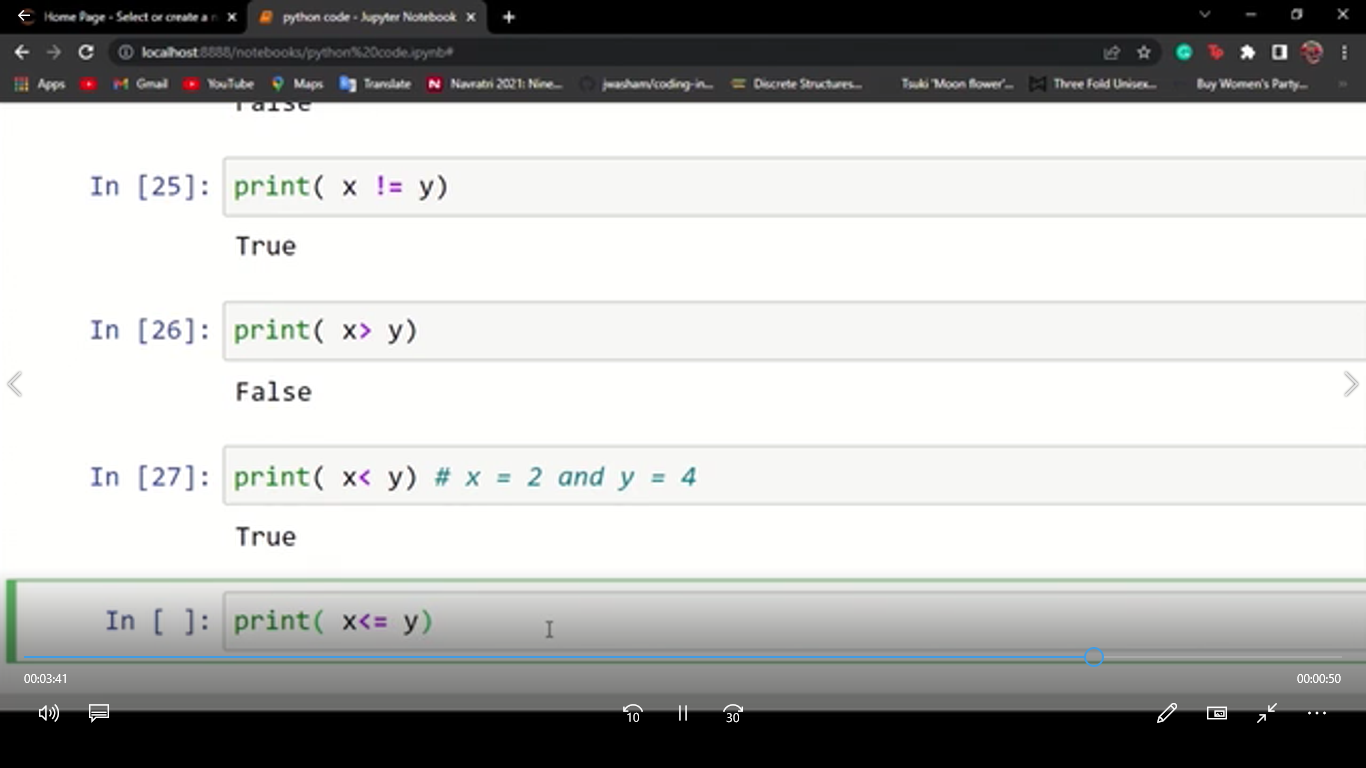 Home Page - Select or create a n
python code - Jupyter Notebook
localhost:8888/notebooks/python%20code.ipynb#
Apps Gmail YouTube Maps Translate Navratri 2021: Nine... jwasham/coding-in... Discrete Structures... Tsuki 'Moon flower'... Three Fold Unisex... Buy Women's Party...
False
In [25]: print( x != y)
True
In [26]: print( x> y)
False
In [27]: print( x< y) # x = 2 and y = 4
True
In [ ]: print( x<= y)
00:03:41 00:00:50
10 30